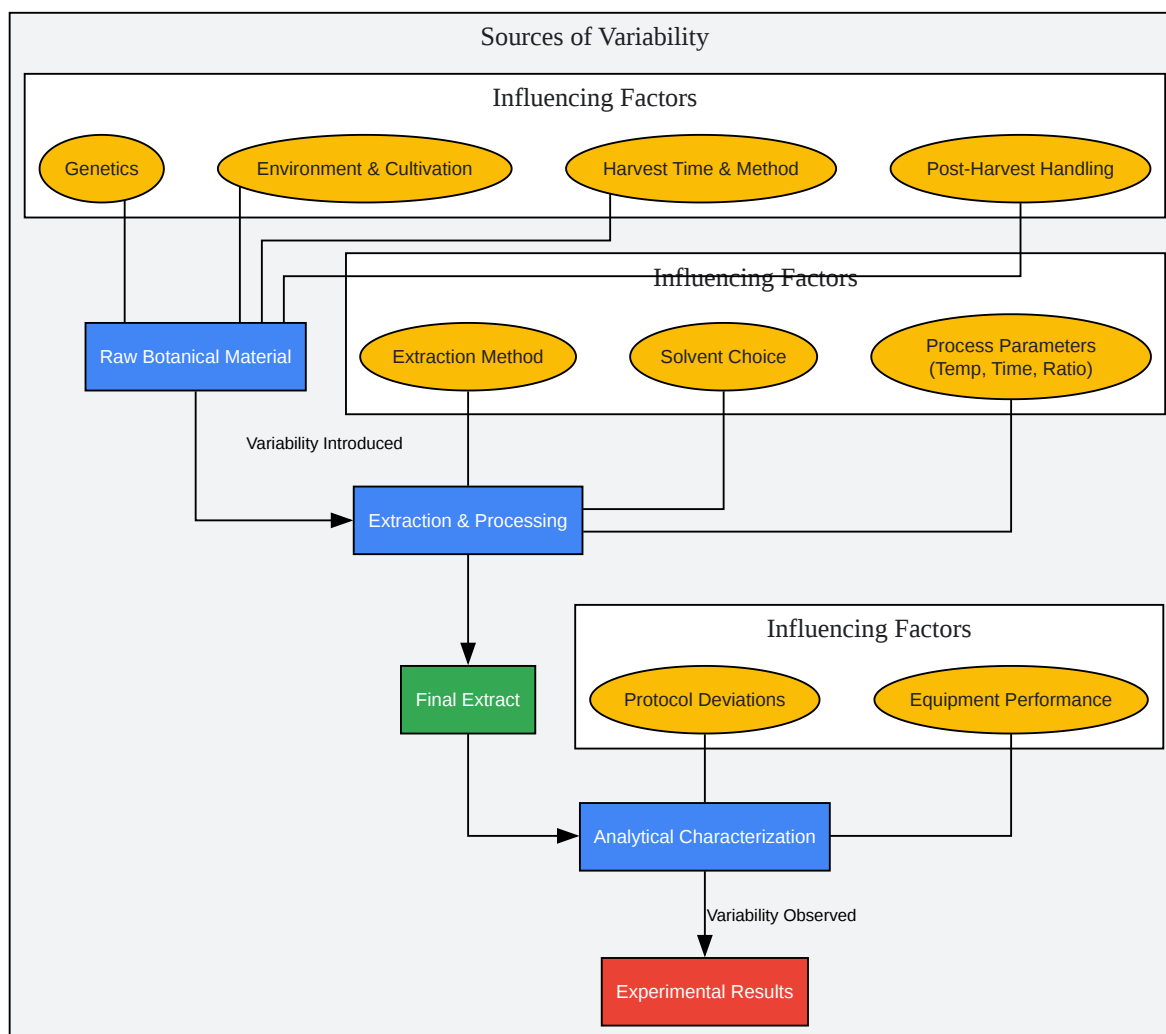 Sources of Variability
Influencing Factors
Genetics
Environment & Cultivation
Harvest Time & Method
Post-Harvest Handling
Influencing Factors
Raw Botanical Material
Extraction Method
Solvent Choice
Process Parameters
(Temp, Time, Ratio)
Variability Introduced
Extraction & Processing
Influencing Factors
Final Extract
Protocol Deviations
Equipment Performance
Analytical Characterization
Variability Observed
Experimental Results